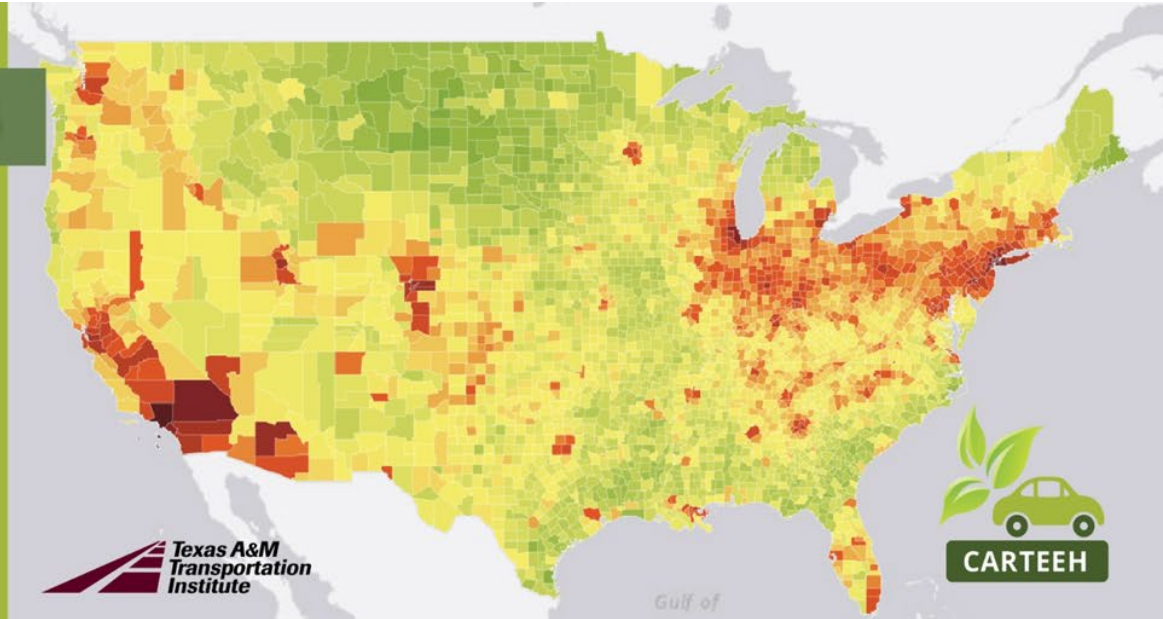 Texas A&M
Transportation
Institute
CARTEEH
Gulf of